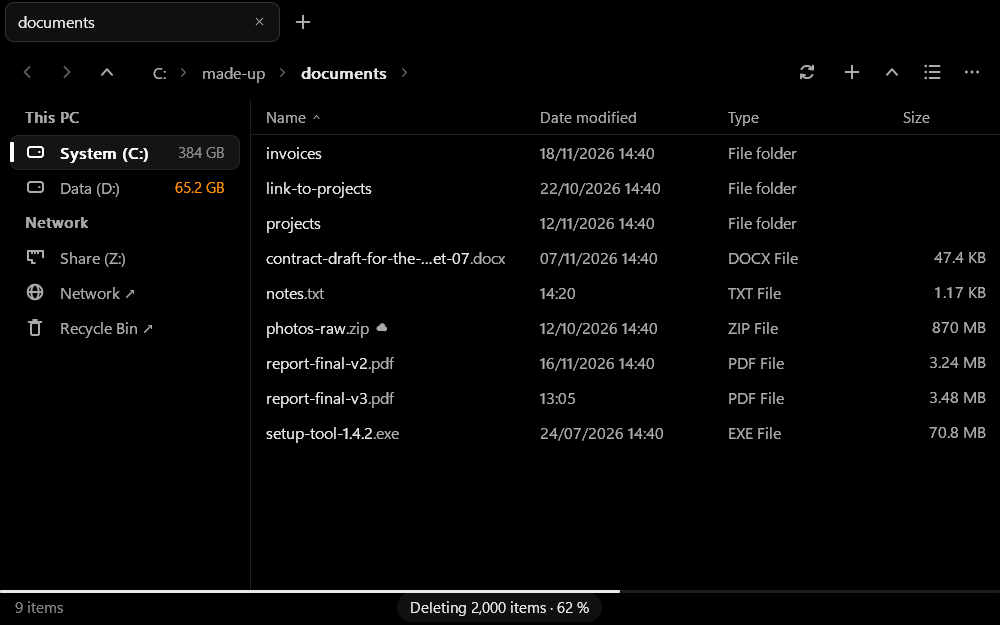 documents
C: made-up documents
This PC
System (C:) 384 GB
Data (D:) 65.2 GB
Network
Share (Z:)
Network
Recycle Bin
Name Date modified Type Size
invoices 18/11/2026 14:40 File folder
link-to-projects 22/10/2026 14:40 File folder
projects 12/11/2026 14:40 File folder
contract-draft-for-the-...et-07.docx 07/11/2026 14:40 DOCX File 47.4 KB
notes.txt 14:20 TXT File 1.17 KB
photos-raw.zip 12/10/2026 14:40 ZIP File 870 MB
report-final-v2.pdf 16/11/2026 14:40 PDF File 3.24 MB
report-final-v3.pdf 13:05 PDF File 3.48 MB
setup-tool-1.4.2.exe 24/07/2026 14:40 EXE File 70.8 MB
9 items
Deleting 2,000 items · 62 %